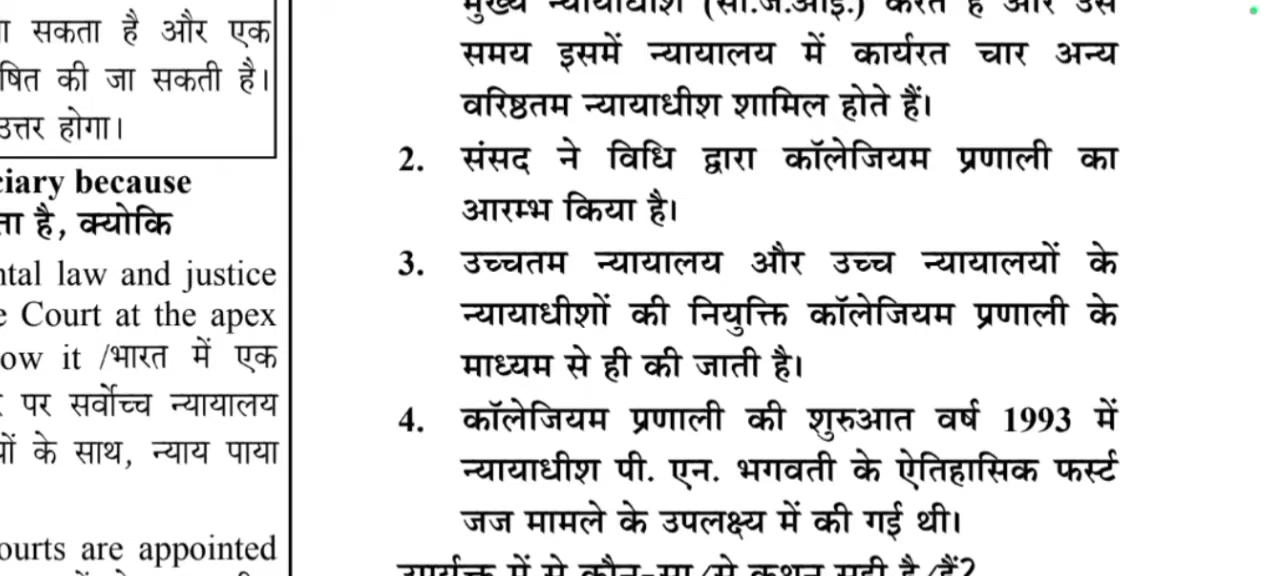 ा सकता है और एक
षित की जा सकती है।
उत्तर होगा।
ciary because
ता है, क्योंकि
ntal law and justice
e Court at the apex
ow it /भारत में एक
पर सर्वोच्च न्यायालय
ों के साथ, न्याय पाया
ourts are appointed
मुख्य न्यायाधीश (सी.जे.आई.) करते हैं और उस
समय इसमें न्यायालय में कार्यरत चार अन्य
वरिष्ठतम न्यायाधीश शामिल होते हैं।
2. संसद ने विधि द्वारा कॉलेजियम प्रणाली का
आरम्भ किया है।
3. उच्चतम न्यायालय और उच्च न्यायालयों के
न्यायाधीशों की नियुक्ति कॉलेजियम प्रणाली के
माध्यम से ही की जाती है।
4. कॉलेजियम प्रणाली की शुरुआत वर्ष 1993 में
न्यायाधीश पी. एन. भगवती के ऐतिहासिक फर्स्ट
जज मामले के उपलक्ष्य में की गई थी।
उपर्युक्त में से कौन-सा/से कथन सही है/हैं?